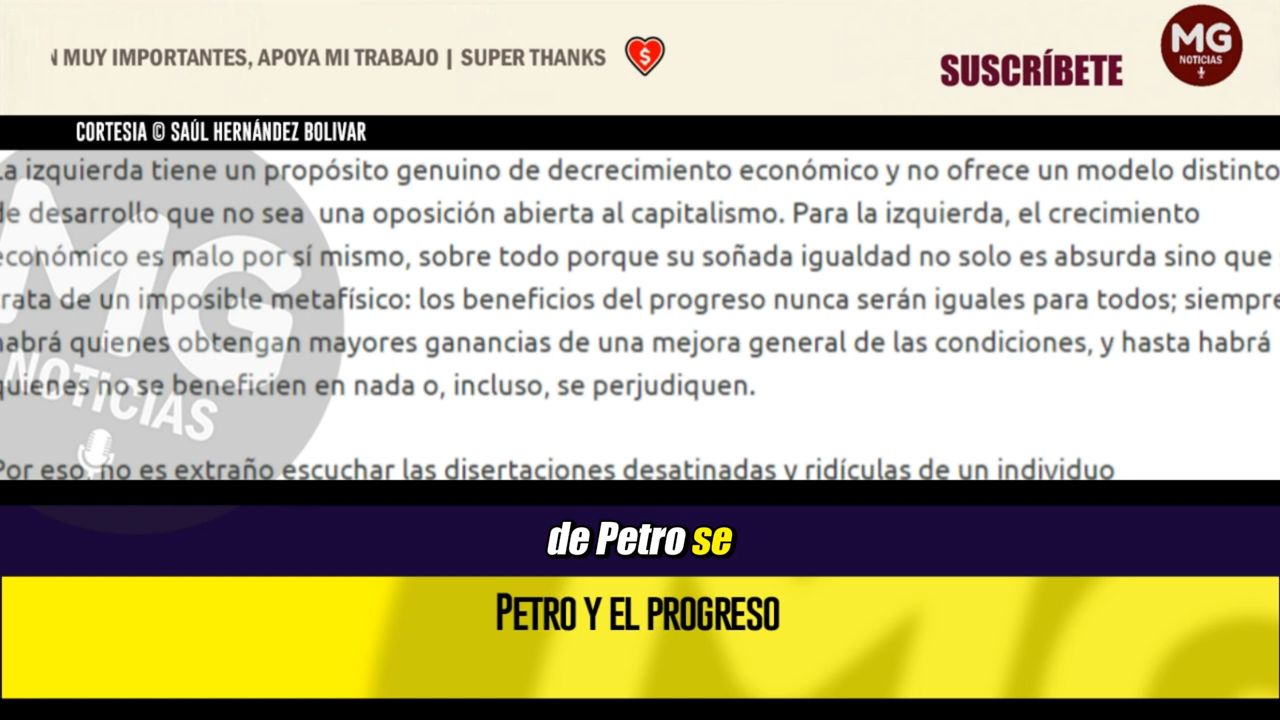 MUY IMPORTANTES, APOYA MI TRABAJO | SUPER THANKS
SUSCRÍBETE
MG
NOTICIAS
CORTESIA © SAÚL HERNÁNDEZ BOLIVAR
La izquierda tiene un propósito genuino de decrecimiento económico y no ofrece un modelo distinto
de desarrollo que no sea una oposición abierta al capitalismo. Para la izquierda, el crecimiento
económico es malo por sí mismo, sobre todo porque su soñada igualdad no solo es absurda sino que
trata de un imposible metafísico: los beneficios del progreso nunca serán iguales para todos; siempre
habrá quienes obtengan mayores ganancias de una mejora general de las condiciones, y hasta habrá
quienes no se beneficien en nada o, incluso, se perjudiquen.
Por eso, no es extraño escuchar las disertaciones desatinadas y ridículas de un individuo
MG
NOTICIAS
de Petro se
PETRO Y EL PROGRESO